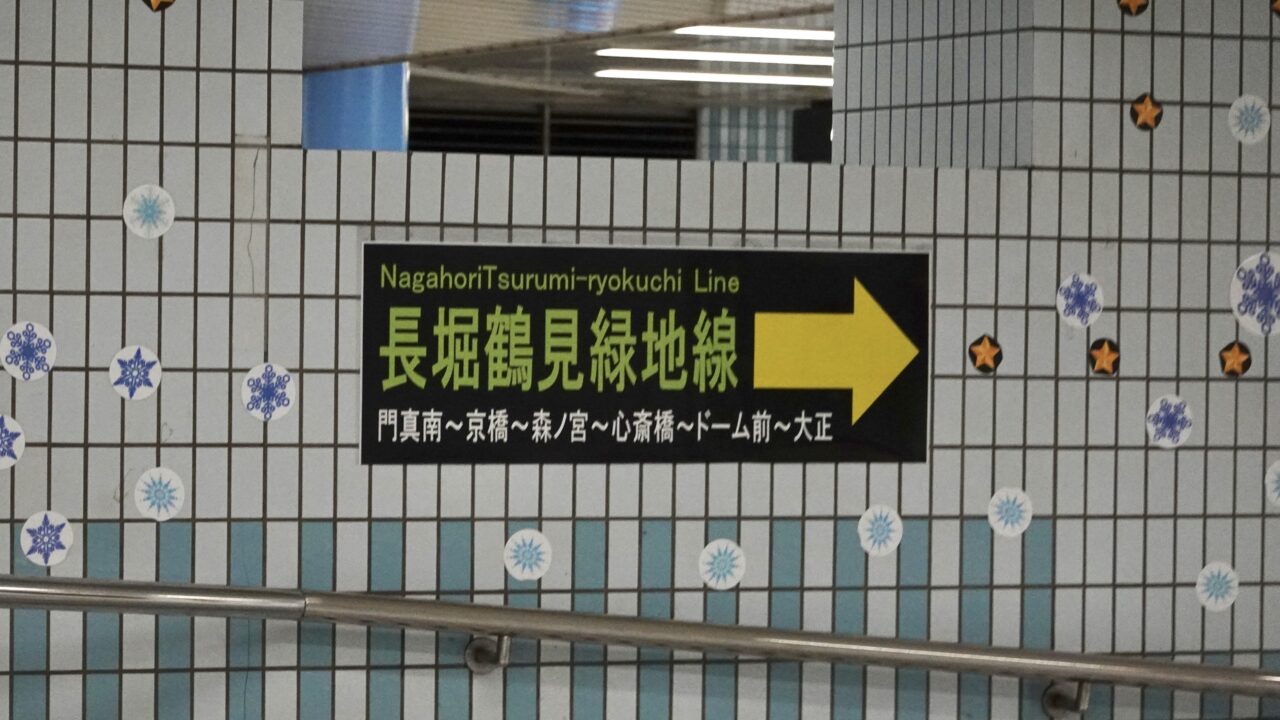 NagahoriTsurumi-ryokuchi Line
長堀鶴見緑地線
門真南～京橋～森ノ宮～心斎橋～ドーム前～大正